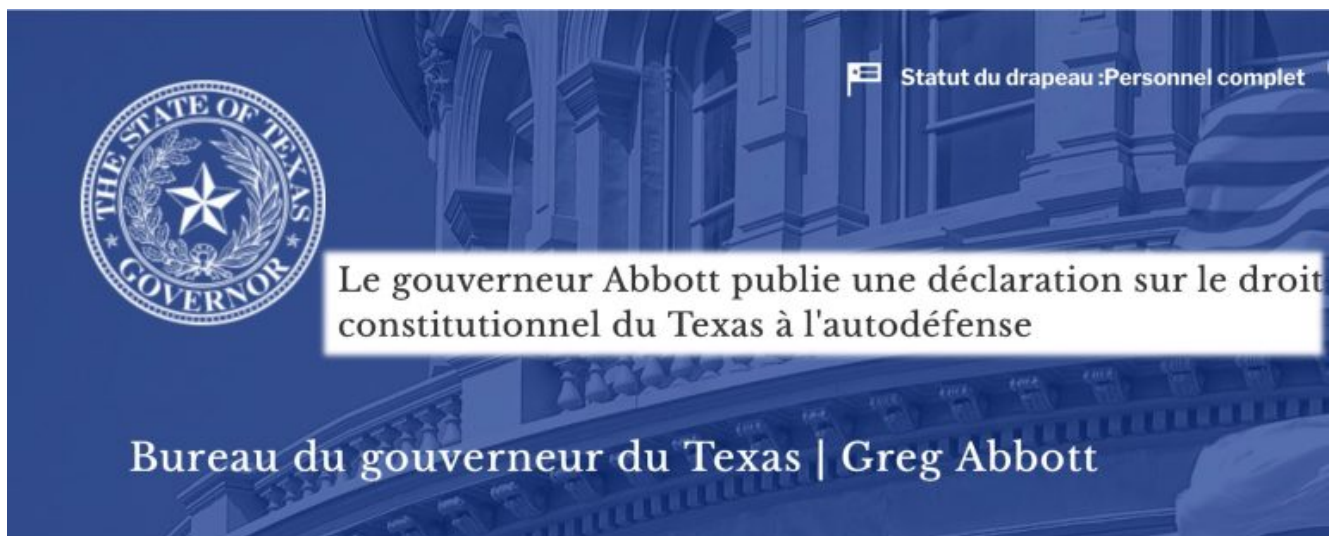 Statut du drapeau :Personnel complet
THE STATE OF TEXAS
GOVERNOR
Le gouverneur Abbott publie une déclaration sur le droit
constitutionnel du Texas à l'autodéfense
Bureau du gouverneur du Texas | Greg Abbott